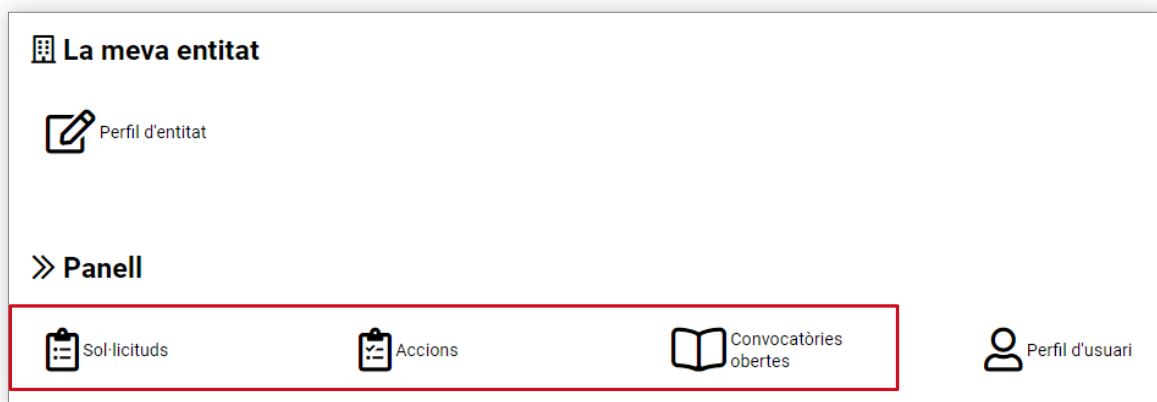 La meva entitat
Perfil d'entitat
Panell
Sol·licituds
Accions
Convocatòries
obertes
Perfil d'usuari